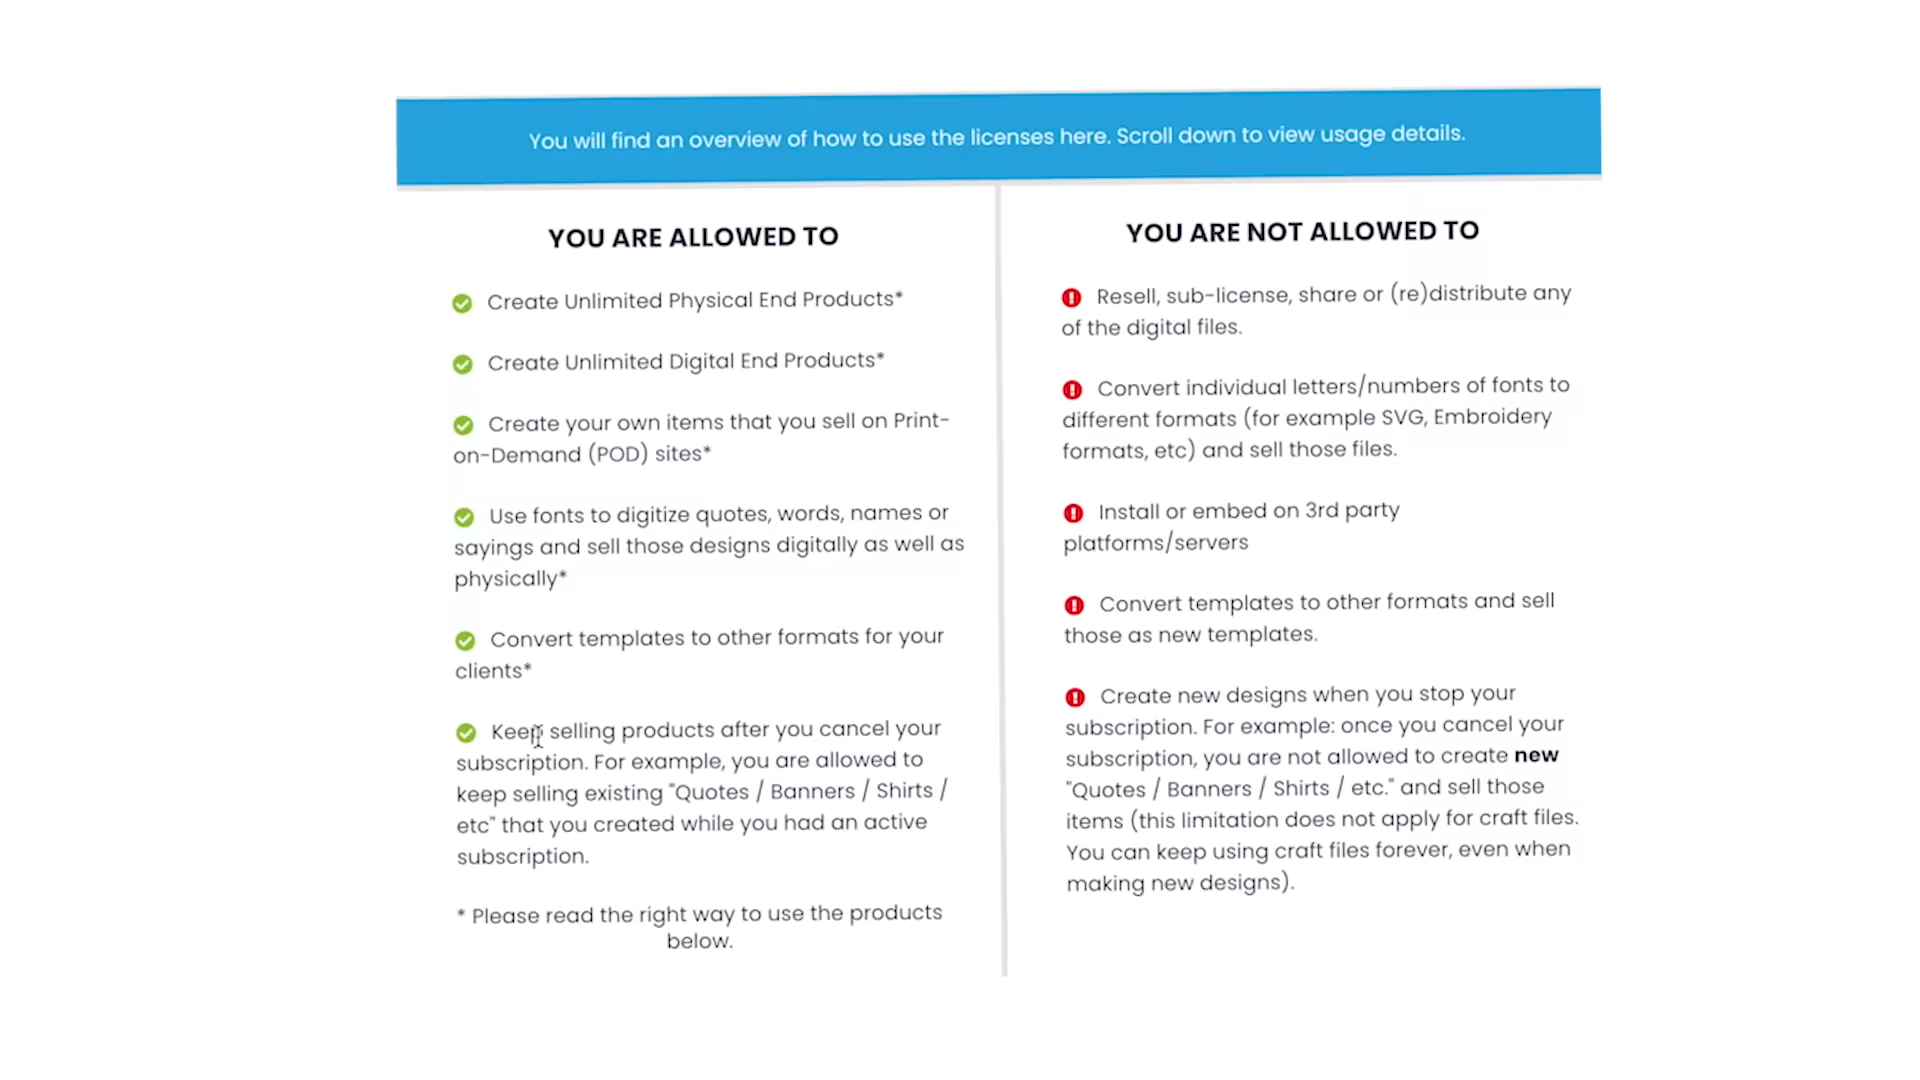 You will find an overview of how to use the licenses here. Scroll down to view usage details.
YOU ARE ALLOWED TO
Create Unlimited Physical End Products*
Create Unlimited Digital End Products*
Create your own items that you sell on Print-
on-Demand (POD) sites*
Use fonts to digitize quotes, words, names or
sayings and sell those designs digitally as well as
physically*
Convert templates to other formats for your
clients*
Keep selling products after you cancel your
subscription. For example, you are allowed to
keep selling existing "Quotes / Banners / Shirts /
etc" that you created while you had an active
subscription.
* Please read the right way to use the products
below.
YOU ARE NOT ALLOWED TO
Resell, sub-license, share or (re)distribute any
of the digital files.
Convert individual letters/numbers of fonts to
different formats (for example SVG, Embroidery
formats, etc) and sell those files.
Install or embed on 3rd party
platforms/servers
Convert templates to other formats and sell
those as new templates.
Create new designs when you stop your
subscription. For example: once you cancel your
subscription, you are not allowed to create new
"Quotes / Banners / Shirts / etc." and sell those
items (this limitation does not apply for craft files.
You can keep using craft files forever, even when
making new designs).